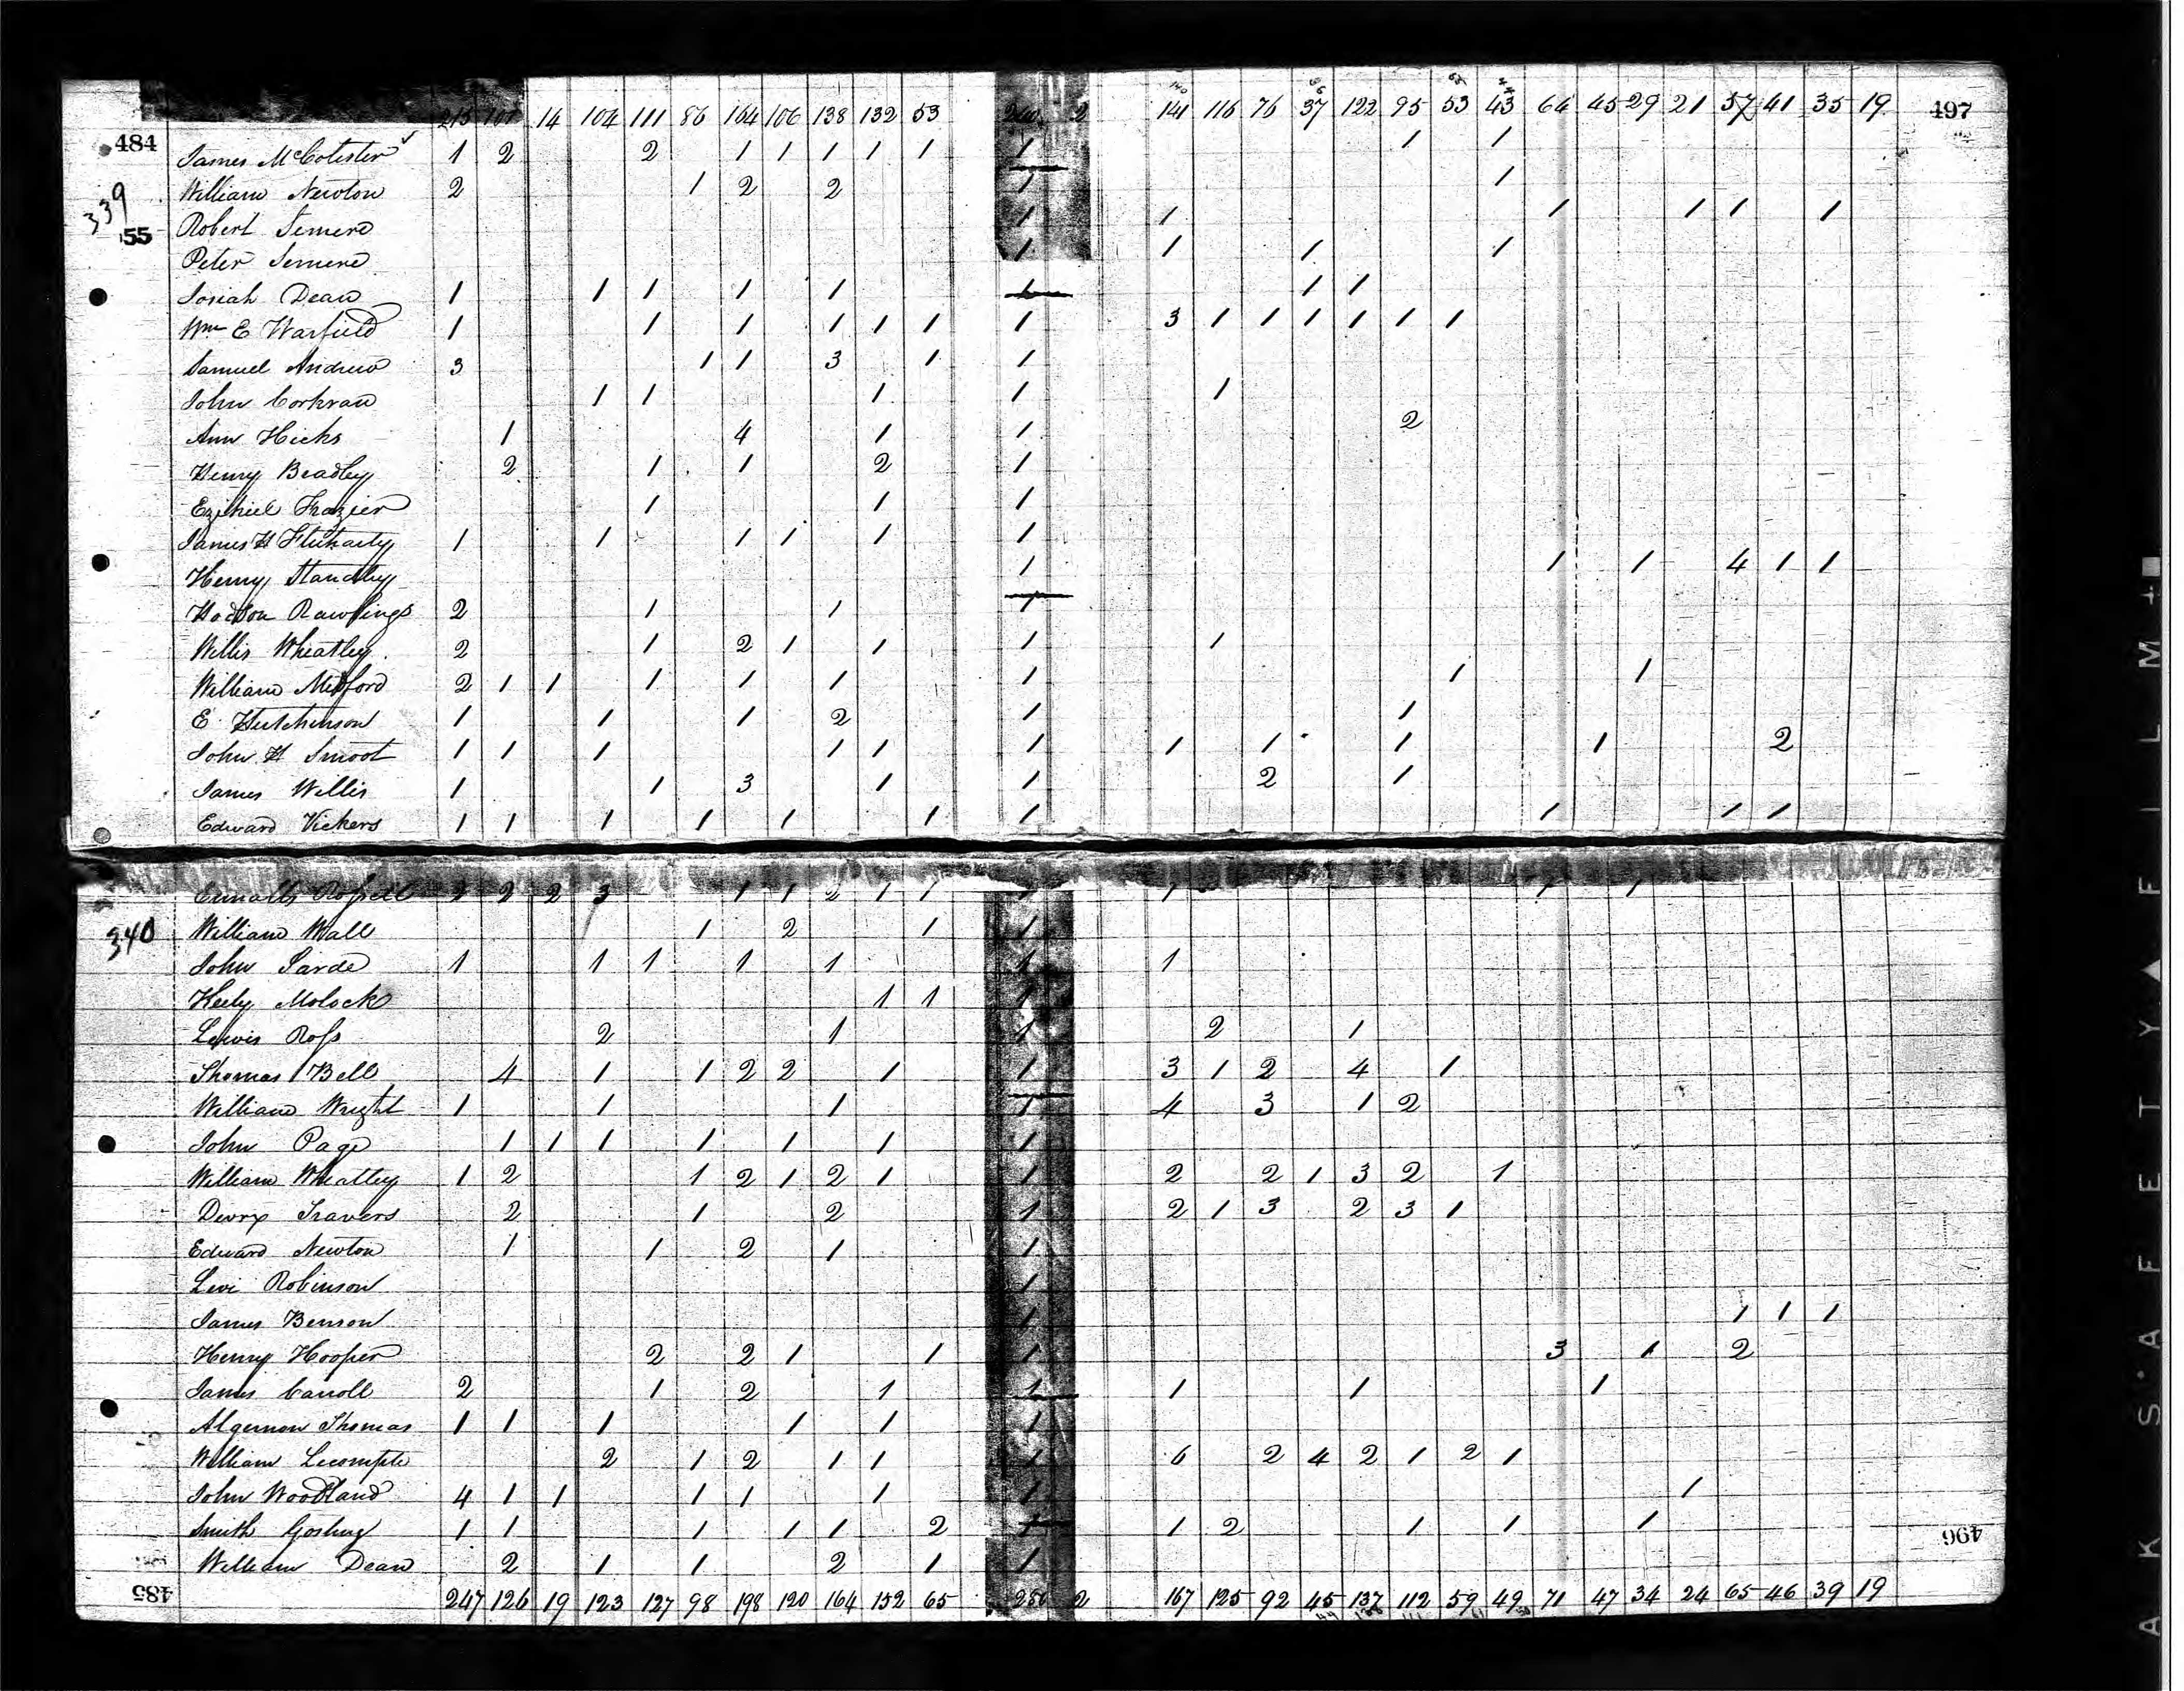 215 101 14 104 111 86 164 106 138 132 53 2 141 116 76 37 122 95 53 43 64 45 29 21 57 41 35 19 497
484 James McColister 1 2 2 1 1 1 1 1 1 1 1
William Newton 2 1 2 2 1 1
339
55 Robert 1 1 1 1 1 1
Peter 1 1 1 1
Josiah Dean 1 1 1 1 1 1 1 1
Wm E Warfield 1 1 1 1 1 1 1 3 1 1 1 1 1 1
Samuel Andrew 3 1 1 3 1 1
John Corkran 1 1 1 1 1
Ann Hicks 1 4 1 1 2
Henry Bradley 2 1 1 2 1
Ezekiel Frazier 1 1 1
James H 1 1 1 1 1 1
Henry Standley 1 1 1 4 1 1
Hodson Rawlings 2 1 1 1
Willis Wheatley 2 1 2 1 1 1 1
William Medford 2 1 1 1 1 1 1 1 1
E Hutchinson 1 1 1 2 1 1
John H Smoot 1 1 1 1 1 1 1 1 1 1 2
James Willis 1 1 3 1 1 2 1
Edward Vickers 1 1 1 1 1 1 1 1 1 1
2 2 2 3 1 1 2 1 1 1 1 1 1
340 William Wall 1 2 1 1
John 1 1 1 1 1 1 1
Keely Molock 1 1 1
Lewis Ross 2 1 1 2 1
Thomas Bell 4 1 1 2 2 1 1 3 1 2 4 1
William Wright 1 1 1 1 4 3 1 2
John Page 1 1 1 1 1 1 1
William Wheatley 1 2 1 2 1 2 1 1 2 2 1 3 2 1
Travers 2 1 2 1 2 1 3 2 3 1
Edward Newton 1 1 2 1 1
Levi Robinson 1
James Benson 1 1 1 1
Henry Hooper 2 2 1 1 1 3 1 2
James Carroll 2 1 2 1 1 1 1 1
Algernon Thomas 1 1 1 1 1 1
William Lecompte 2 1 2 1 1 1 6 2 4 2 1 2 1
John Woodland 4 1 1 1 1 1 1 1
Smith 1 1 1 1 1 2 1 1 2 1 1 1
William Dean 2 1 1 2 1 1
496
485
247 126 19 123 127 98 198 120 164 152 65 286 2 167 125 92 45 137 112 59 49 71 47 34 24 65 46 39 19
AK SAFETY▲FILM